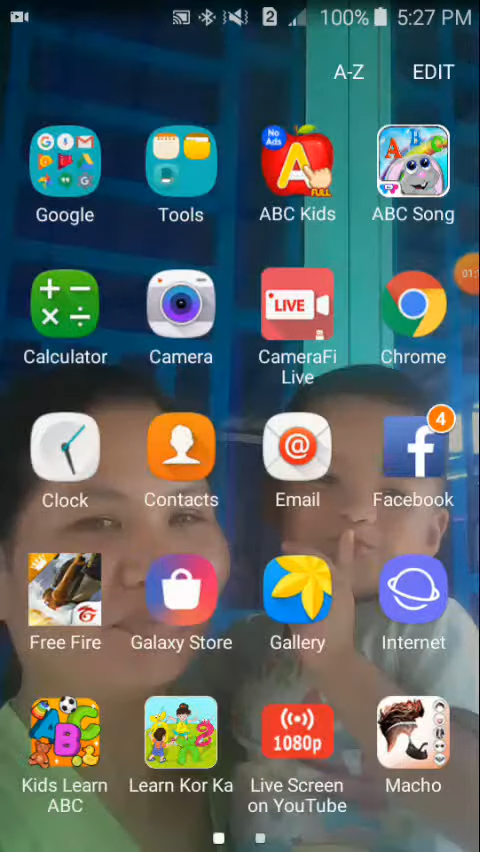 2 100% 5:27 PM
A-Z EDIT
No Ads
A
FULL
A B C
Google Tools ABC Kids ABC Song
LIVE
Calculator Camera CameraFi Live Chrome
@ f 4
Clock Contacts Email Facebook
Free Fire Galaxy Store Gallery Internet
ABC
1080p
Kids Learn ABC Learn Kor Ka Live Screen on YouTube Macho